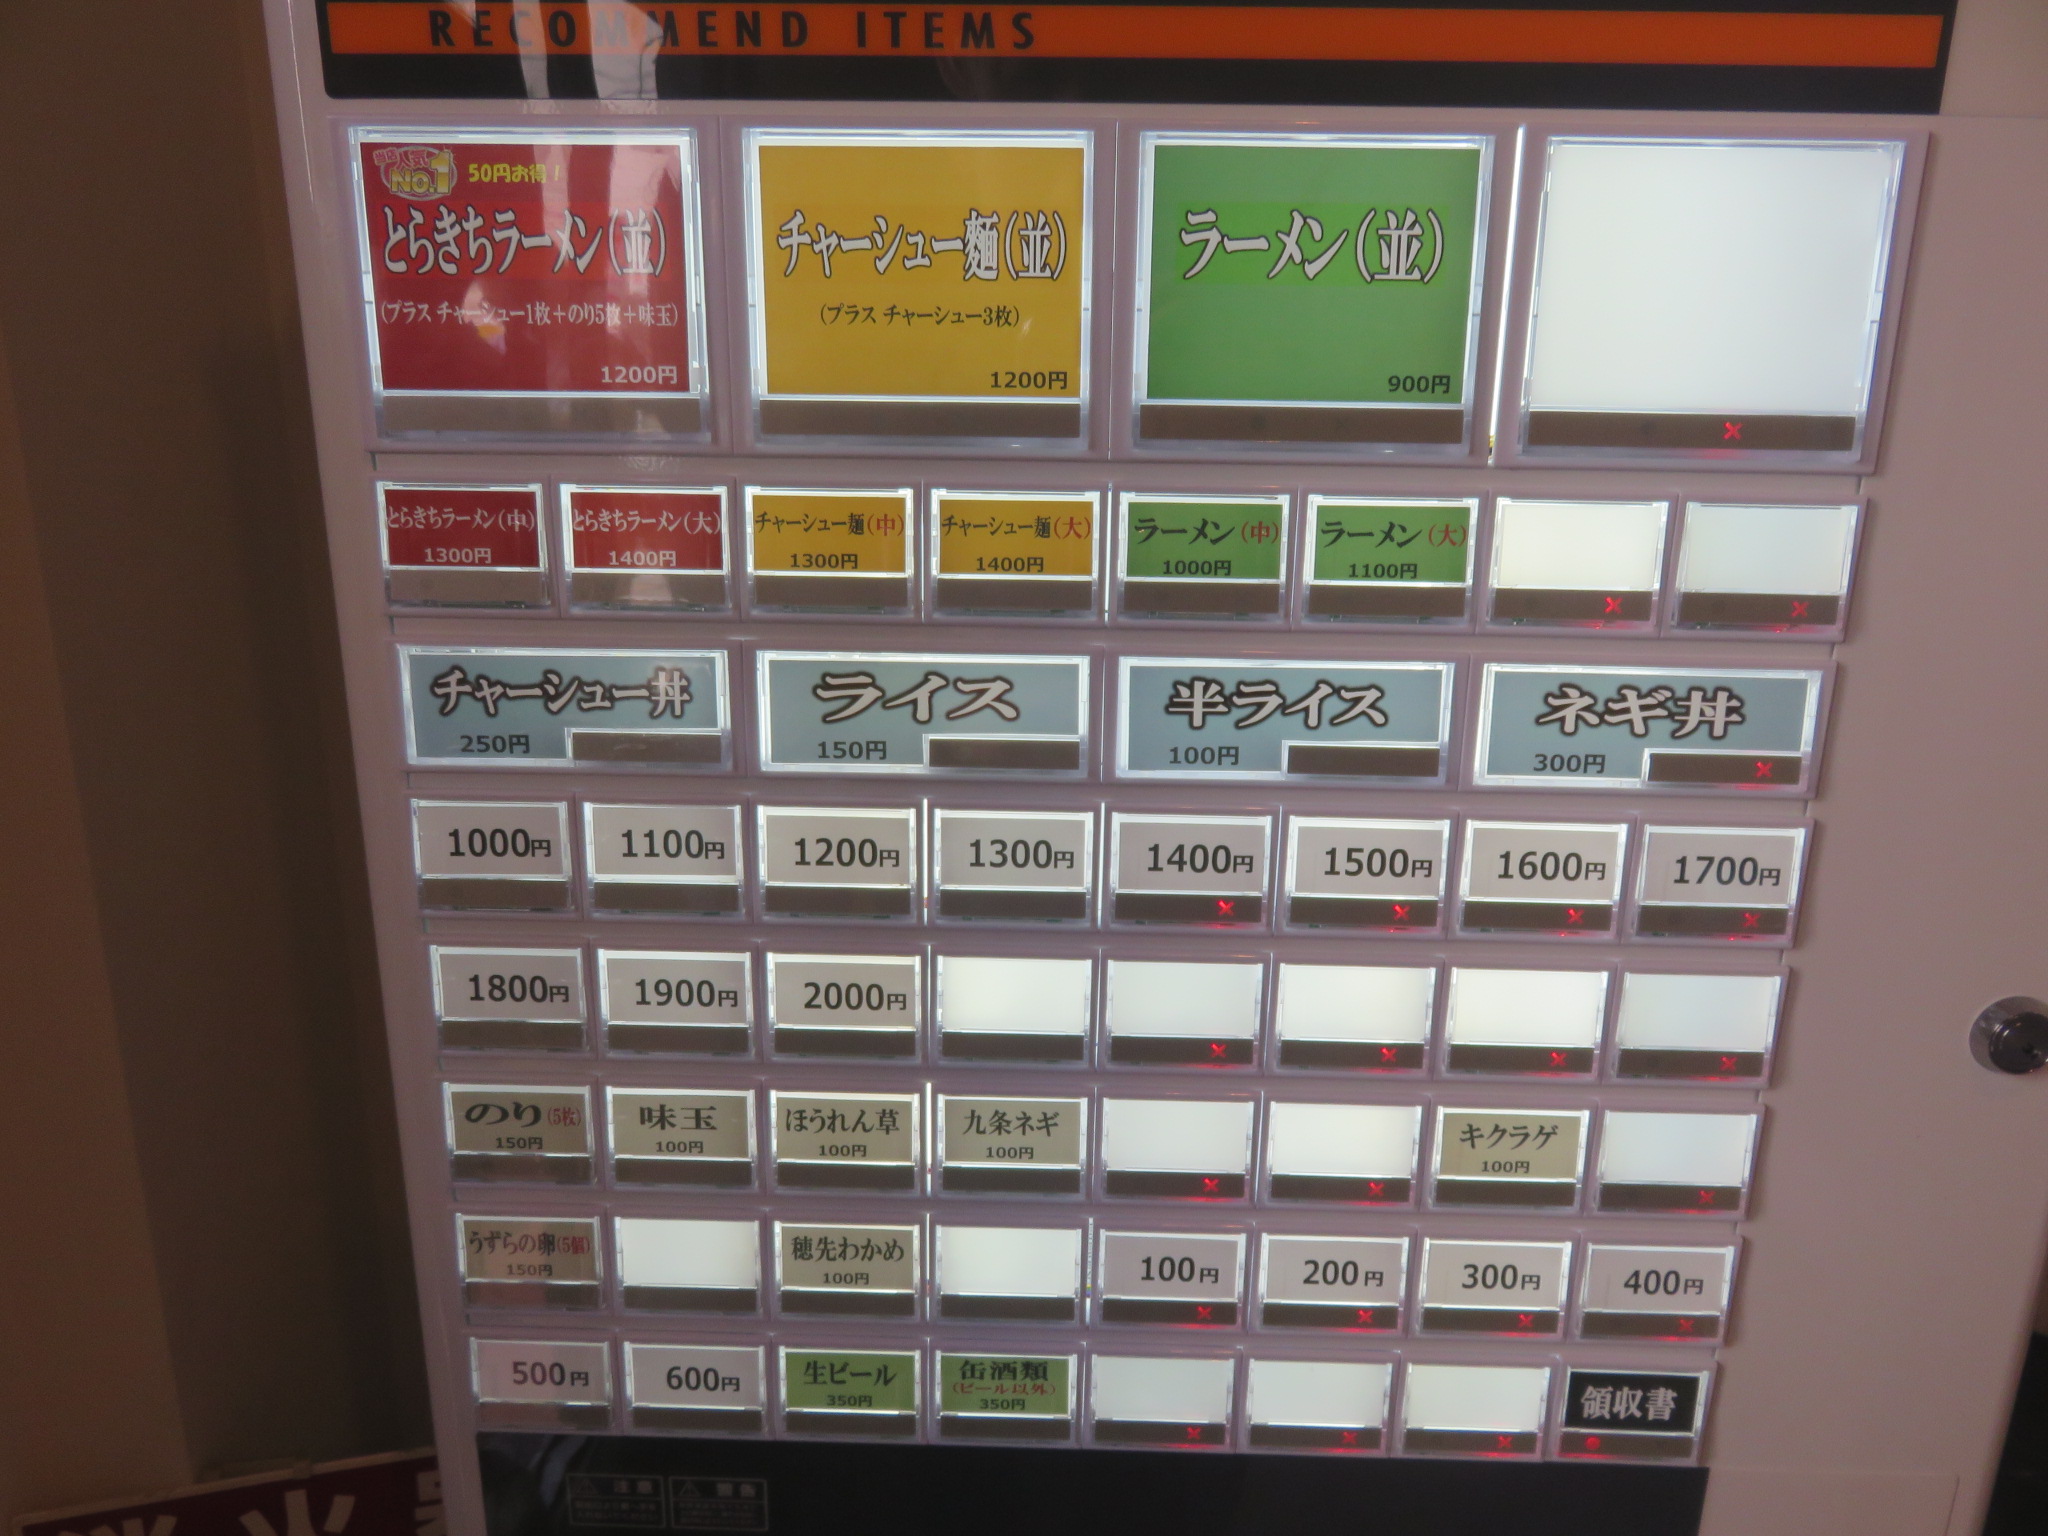 RECOMMEND ITEMS
当店人気
NO.1
50円お得!
とらきちラーメン(並)
(プラス チャーシュー1枚+のり5枚+味玉)
1200円
チャーシュー麺(並)
(プラス チャーシュー3枚)
1200円
ラーメン(並)
900円
とらきちラーメン(中)
1300円
とらきちラーメン(大)
1400円
チャーシュー麺(中)
1300円
チャーシュー麺(大)
1400円
ラーメン(中)
1000円
ラーメン(大)
1100円
チャーシュー丼
250円
ライス
150円
半ライス
100円
ネギ丼
300円
1000円
1100円
1200円
1300円
1400円
1500円
1600円
1700円
1800円
1900円
2000円
のり(5枚)
150円
味玉
100円
ほうれん草
100円
九条ネギ
100円
キクラゲ
100円
うずらの卵(5個)
150円
穂先わかめ
100円
100円
200円
300円
400円
500円
600円
生ビール
350円
缶酒類
(ビール以外)
350円
領収書
注意
警告